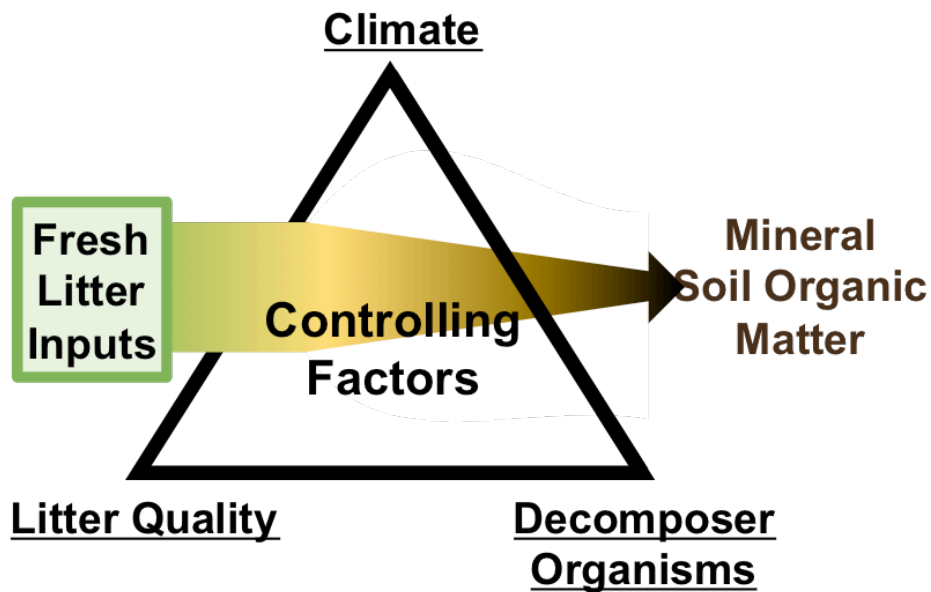 Climate
Fresh
Litter
Inputs
Controlling
Factors
Mineral
Soil Organic
Matter
Litter Quality
Decomposer
Organisms